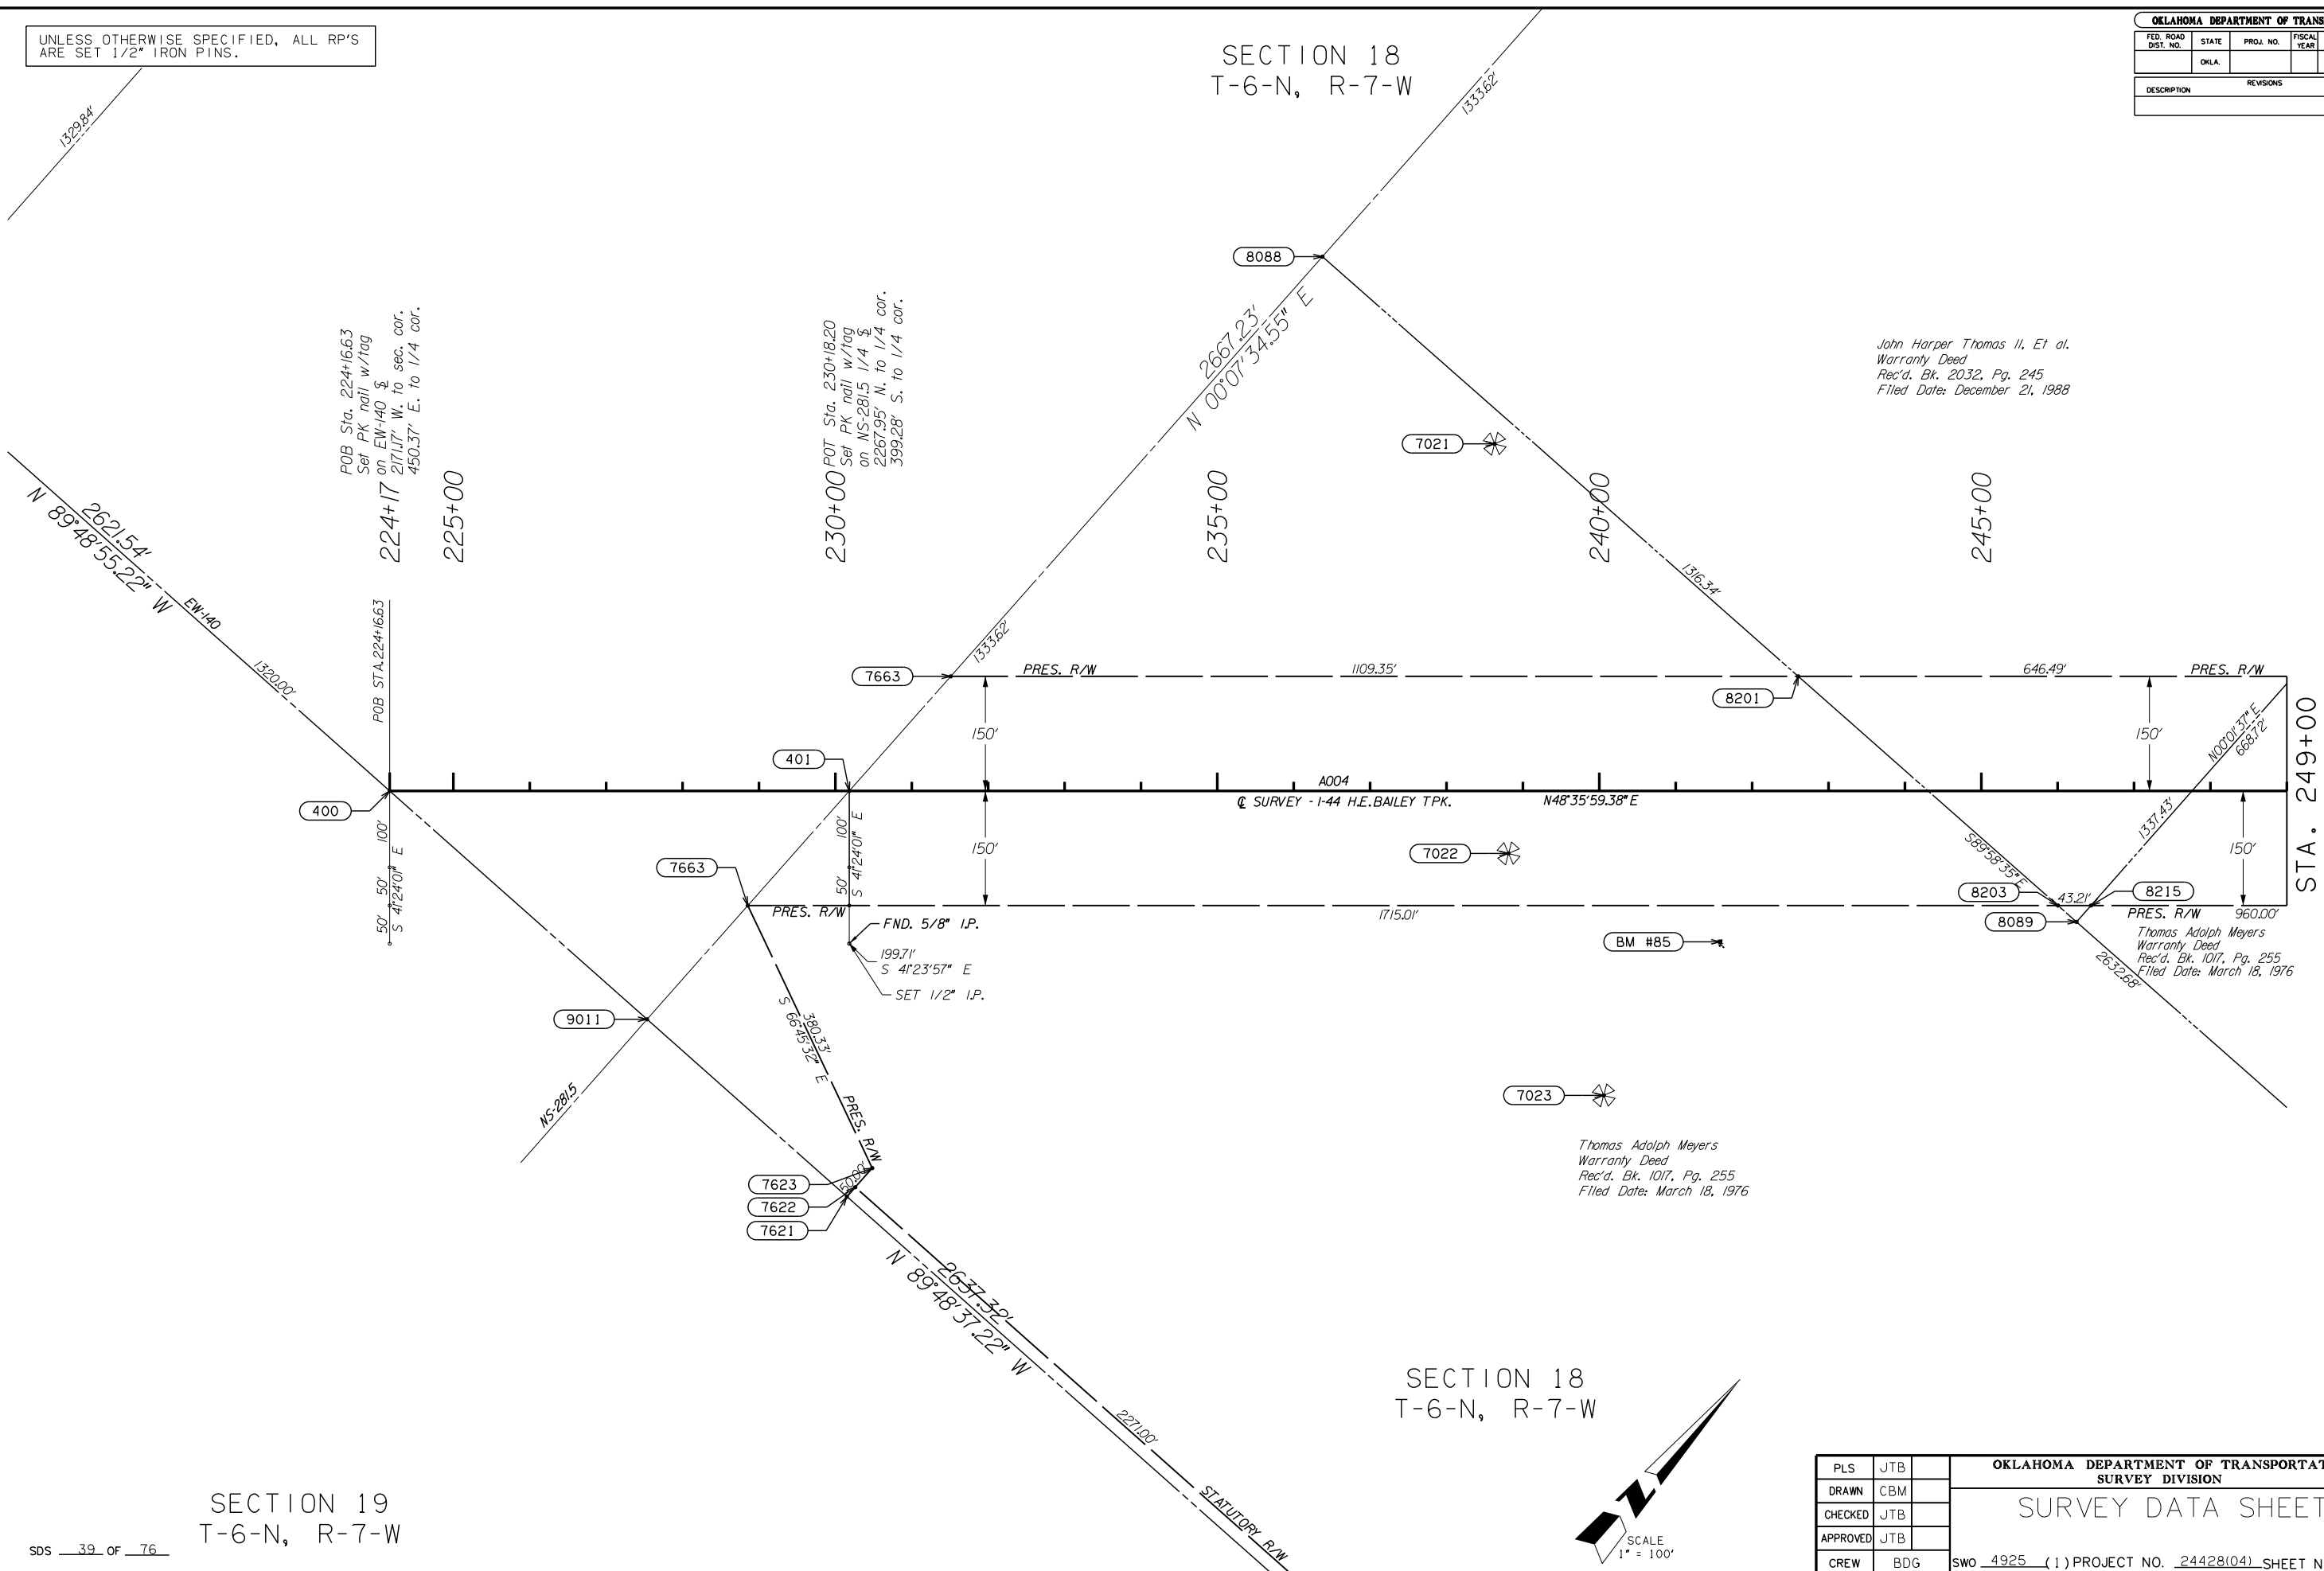 UNLESS OTHERWISE SPECIFIED, ALL RP'S
ARE SET 1/2" IRON PINS.
SECTION 18
T-6-N, R-7-W
OKLAHOMA DEPARTMENT OF TRANS
FED. ROAD
DIST. NO.
STATE
PROJ. NO.
FISCAL
YEAR
OKLA.
REVISIONS
DESCRIPTION
1329.84'
1333.62'
8088
2667.23'
N 00°07'34.55" E
POB Sta. 224+16.63
Set PK nail w/tag
on EW-140 ℄
2171.17' W. to sec. cor.
450.37' E. to 1/4 cor.
POT Sta. 230+18.20
Set PK nail w/tag
on NS-281.5 1/4 ℄
2267.95' N. to 1/4 cor.
399.28' S. to 1/4 cor.
John Harper Thomas II, Et al.
Warranty Deed
Rec'd. Bk. 2032, Pg. 245
Filed Date: December 21, 1988
7021
224+17
225+00
230+00
235+00
240+00
245+00
2621.54'
N 89°48'55.22" W
EW-140
1320.00'
POB STA.224+16.63
1316.34'
1333.62'
7663
PRES. R/W
1109.35'
646.49'
PRES. R/W
8201
150'
150'
N00°01'37" E
668.72'
STA. 249+00
401
400
A004
℄ SURVEY - I-44 H.E.BAILEY TPK.
N48°35'59.38" E
100'
50'
50'
S 41°24'01" E
100'
50'
S 41°24'01" E
150'
150'
1337.43'
7022
7663
S89°58'35" E
8203
43.21'
8215
PRES. R/W
1715.01'
PRES. R/W
960.00'
8089
FND. 5/8" I.P.
199.71'
S 41°23'57" E
SET 1/2" I.P.
BM #85
Thomas Adolph Meyers
Warranty Deed
Rec'd. Bk. 1017, Pg. 255
Filed Date: March 18, 1976
2632.68'
9011
380.33'
S 66°45'32" E
PRES. R/W
NS-281.5
7023
Thomas Adolph Meyers
Warranty Deed
Rec'd. Bk. 1017, Pg. 255
Filed Date: March 18, 1976
50.00'
7623
7622
7621
2637.32'
N 89°48'37.22" W
2271.00'
STATUTORY R/W
SECTION 18
T-6-N, R-7-W
N
SCALE
1" = 100'
SECTION 19
T-6-N, R-7-W
SDS 39 OF 76
PLS JTB
DRAWN CBM
CHECKED JTB
APPROVED JTB
CREW BDG
OKLAHOMA DEPARTMENT OF TRANSPORTAT
SURVEY DIVISION
SURVEY DATA SHEET
SWO 4925 (1) PROJECT NO. 24428(04) SHEET N